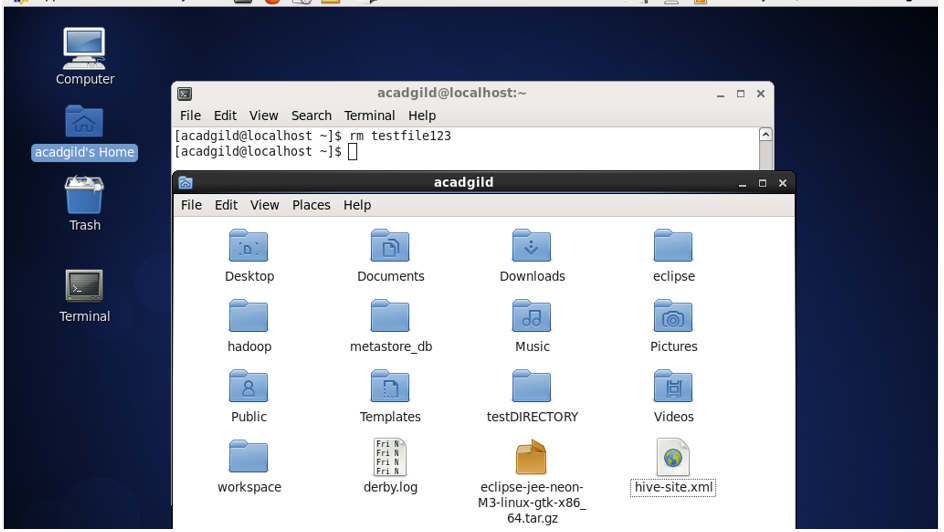 Computer
acadgild's Home
Trash
Terminal
acadgild@localhost:~
File Edit View Search Terminal Help
[acadgild@localhost ~]$ rm testfile123
[acadgild@localhost ~]$
acadgild
File Edit View Places Help
Desktop Documents Downloads eclipse
hadoop metastore_db Music Pictures
Public Templates testDIRECTORY Videos
Fri N
Fri N
Fri N
Fri N
workspace derby.log eclipse-jee-neon- hive-site.xml
M3-linux-gtk-x86_
64.tar.gz